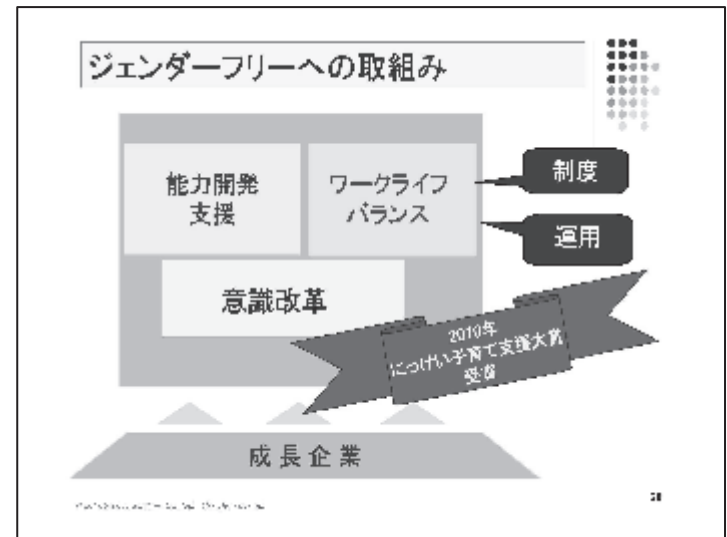 ジェンダーフリーへの取組み
能力開発
支援
ワークライフ
バランス
制度
運用
意識改革
2010年
にっけい子育て支援大賞
受賞
成長企業